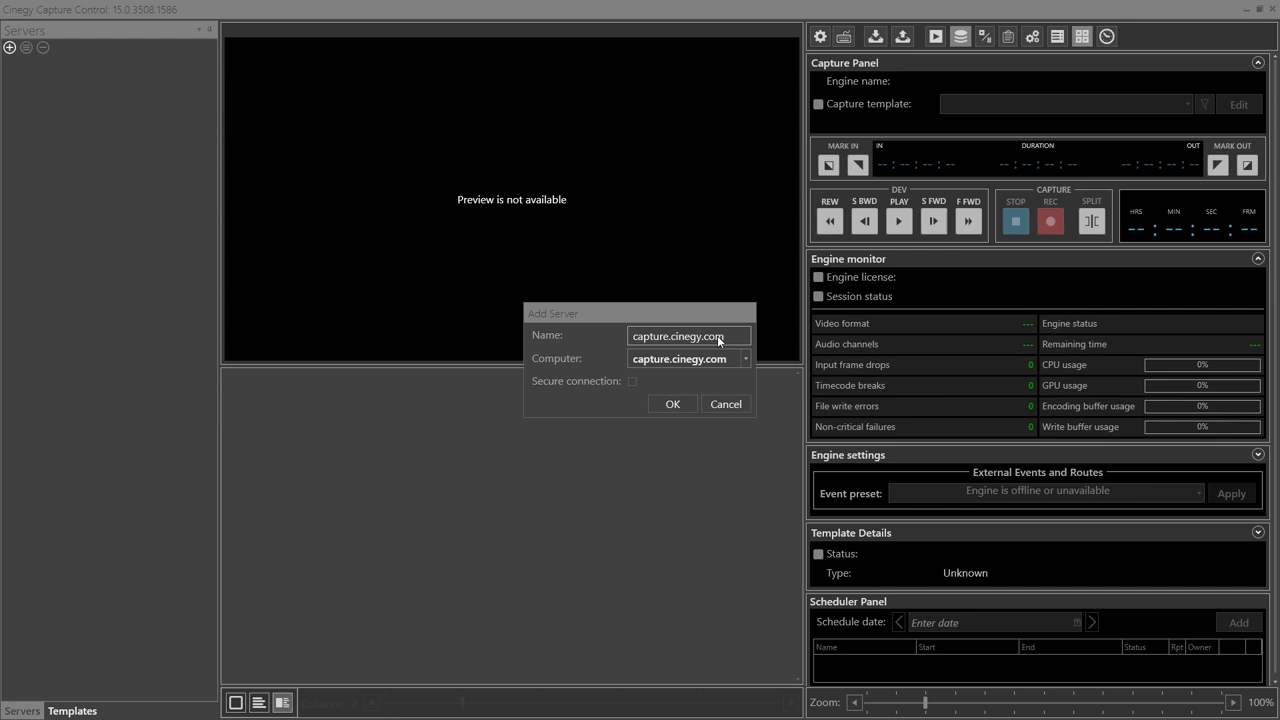 Cinegy Capture Control: 15.0.3508.1586
Servers
Preview is not available
Add Server
Name: capture.cinegy.com
Computer: capture.cinegy.com
Secure connection:
OK Cancel
Servers Templates
Capture Panel
Engine name:
Capture template: Edit
MARK IN IN DURATION OUT MARK OUT
-- : -- : -- : -- -- : -- : -- : -- -- : -- : -- : --
DEV CAPTURE
REW S BWD PLAY S FWD F FWD STOP REC SPLIT
HRS MIN SEC FRM
-- : -- : -- : --
Engine monitor
Engine license:
Session status
Video format --- Engine status
Audio channels --- Remaining time ---
Input frame drops 0 CPU usage 0%
Timecode breaks 0 GPU usage 0%
File write errors 0 Encoding buffer usage 0%
Non-critical failures 0 Write buffer usage 0%
Engine settings
External Events and Routes
Event preset: Engine is offline or unavailable Apply
Template Details
Status:
Type: Unknown
Scheduler Panel
Schedule date: Enter date Add
Name Start End Status Rpt Owner
Zoom: 100%